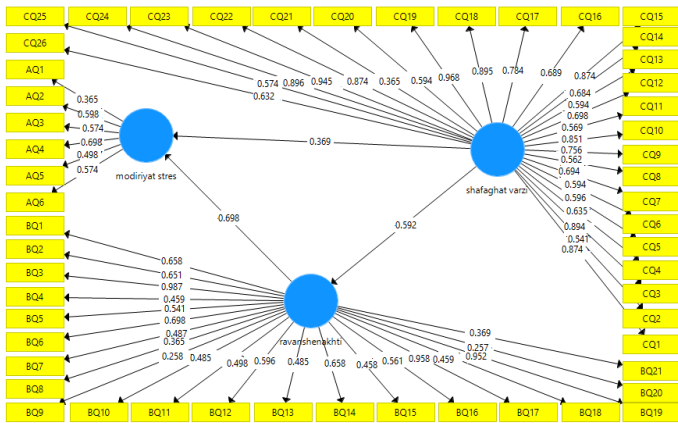 CQ25 CQ24 CQ23 CQ22 CQ21 CQ20 CQ19 CQ18 CQ17 CQ16 CQ15
CQ26
CQ14
CQ13
CQ12
CQ11
CQ10
CQ9
CQ8
CQ7
CQ6
CQ5
CQ4
CQ3
CQ2
CQ1
0.574 0.896 0.945 0.874 0.365 0.594 0.968 0.895 0.784 0.689 0.874
0.632
0.684
0.594
0.698
0.569
0.851
0.756
0.562
0.694
0.594
0.596
0.635
0.894
0.541
0.874
AQ1
AQ2
AQ3
AQ4
AQ5
AQ6
0.365
0.598
0.574
0.698
0.498
0.574
modiriyat stres
0.369
shafaghat varzi
0.698
0.592
BQ1
BQ2
BQ3
BQ4
BQ5
BQ6
BQ7
BQ8
0.658
0.651
0.987
0.459
0.541
0.698
0.487
0.365
ravanshenakhti
0.258 0.485 0.498 0.596 0.485 0.658 0.458 0.561 0.958 0.459 0.952
0.257
0.369
BQ21
BQ20
BQ9 BQ10 BQ11 BQ12 BQ13 BQ14 BQ15 BQ16 BQ17 BQ18 BQ19